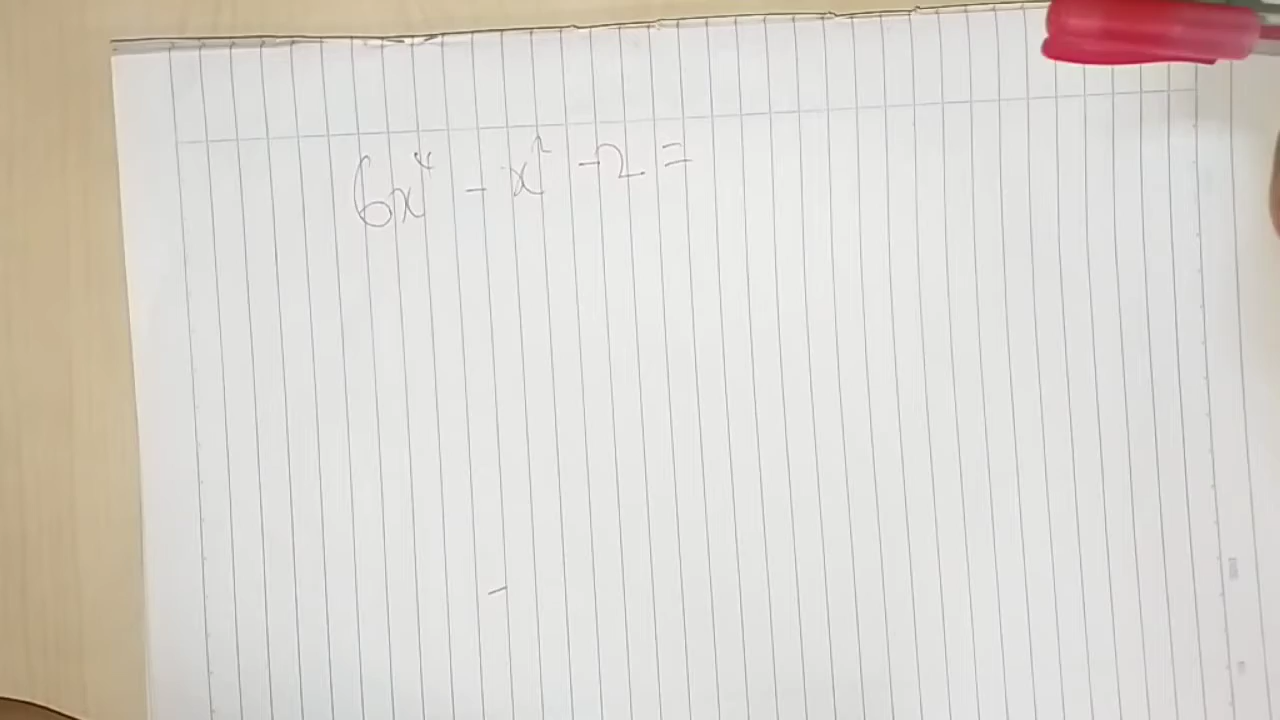 6x⁴ - x² - 2 =